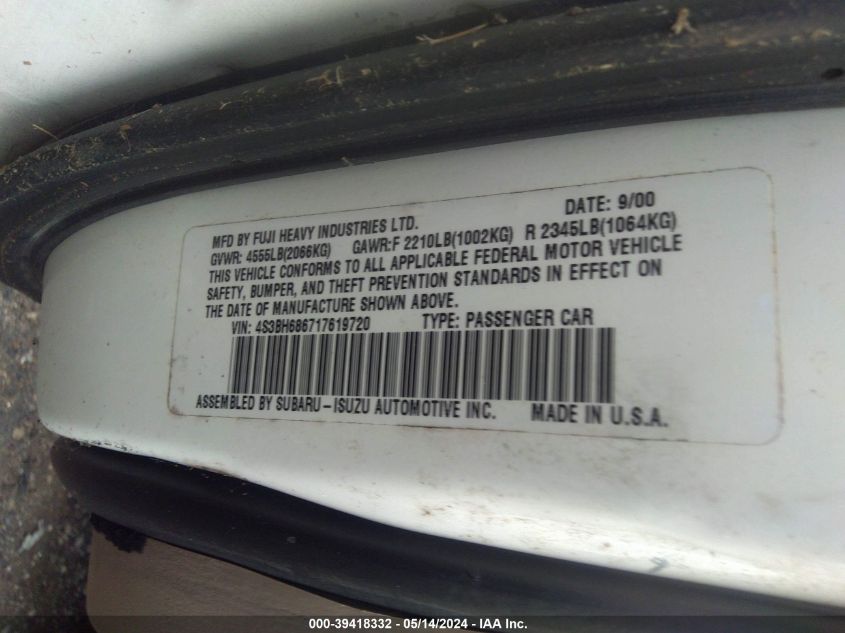 DATE: 9/00
MFD BY FUJI HEAVY INDUSTRIES LTD.
GVWR: 4555LB(2066KG) GAWR:F 2210LB(1002KG) R 2345LB(1064KG)
THIS VEHICLE CONFORMS TO ALL APPLICABLE FEDERAL MOTOR VEHICLE
SAFETY, BUMPER, AND THEFT PREVENTION STANDARDS IN EFFECT ON
THE DATE OF MANUFACTURE SHOWN ABOVE.
VIN: 4S3BH686717619720 TYPE: PASSENGER CAR
ASSEMBLED BY SUBARU-ISUZU AUTOMOTIVE INC. MADE IN U.S.A.
000-39418332 - 05/14/2024 - IAA Inc.